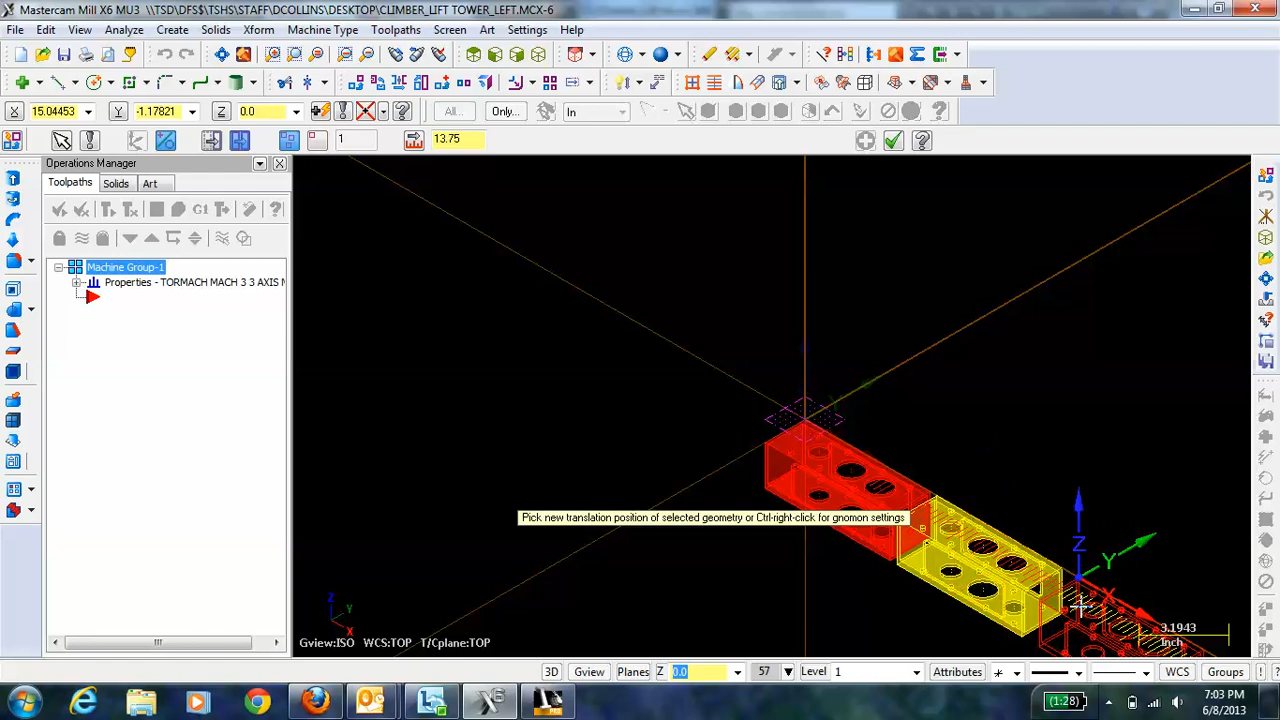 Mastercam Mill X6 MU3 \\TSD\DFS$\TSHS\STAFF\DCOLLINS\DESKTOP\CLIMBER_LIFT TOWER_LEFT.MCX-6
File Edit View Analyze Create Solids Xform Machine Type Toolpaths Screen Art Settings Help
X 15.04453 Y -1.17821 Z 0.0 All... Only... In
1 13.75
Operations Manager
Toolpaths Solids Art
G1
Machine Group-1
Properties - TORMACH MACH 3 3 AXIS M
Pick new translation position of selected geometry or Ctrl-right-click for gnomon settings
Z
Y
X
3.1943
Inch
Z
Y
X
Gview:ISO WCS:TOP T/Cplane:TOP
3D Gview Planes Z 0.0 57 Level 1 Attributes WCS Groups
(1:28)
7:03 PM
6/8/2013